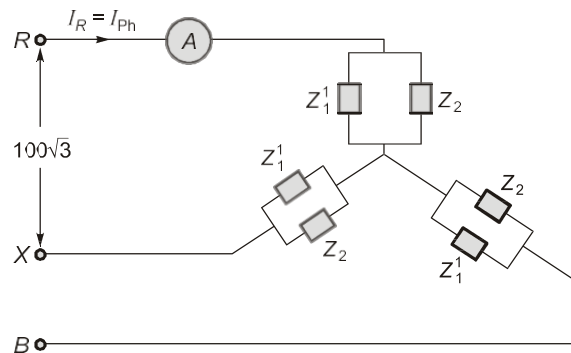 I_R = I_Ph
R
A
Z_1^1
Z_2
100√3
Z_1^1
Z_2
Z_2
Z_1^1
X
B